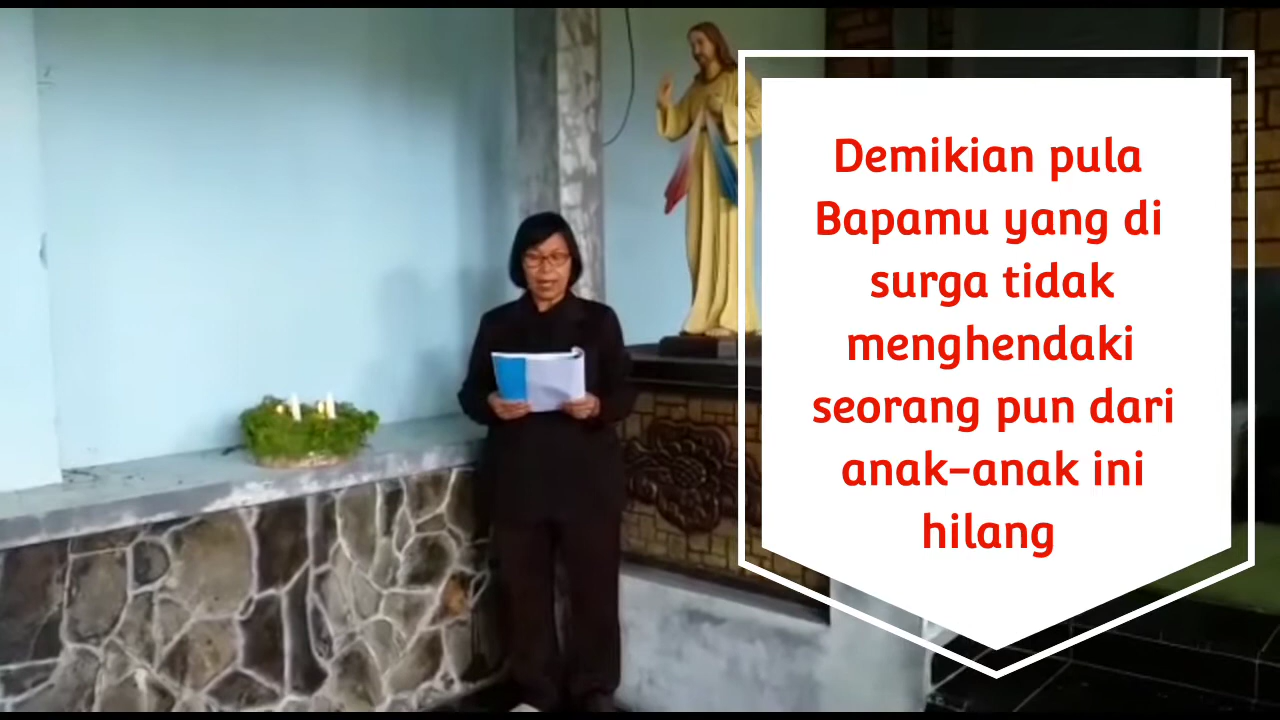 Demikian pula
Bapamu yang di
surga tidak
menghendaki
seorang pun dari
anak-anak ini
hilang